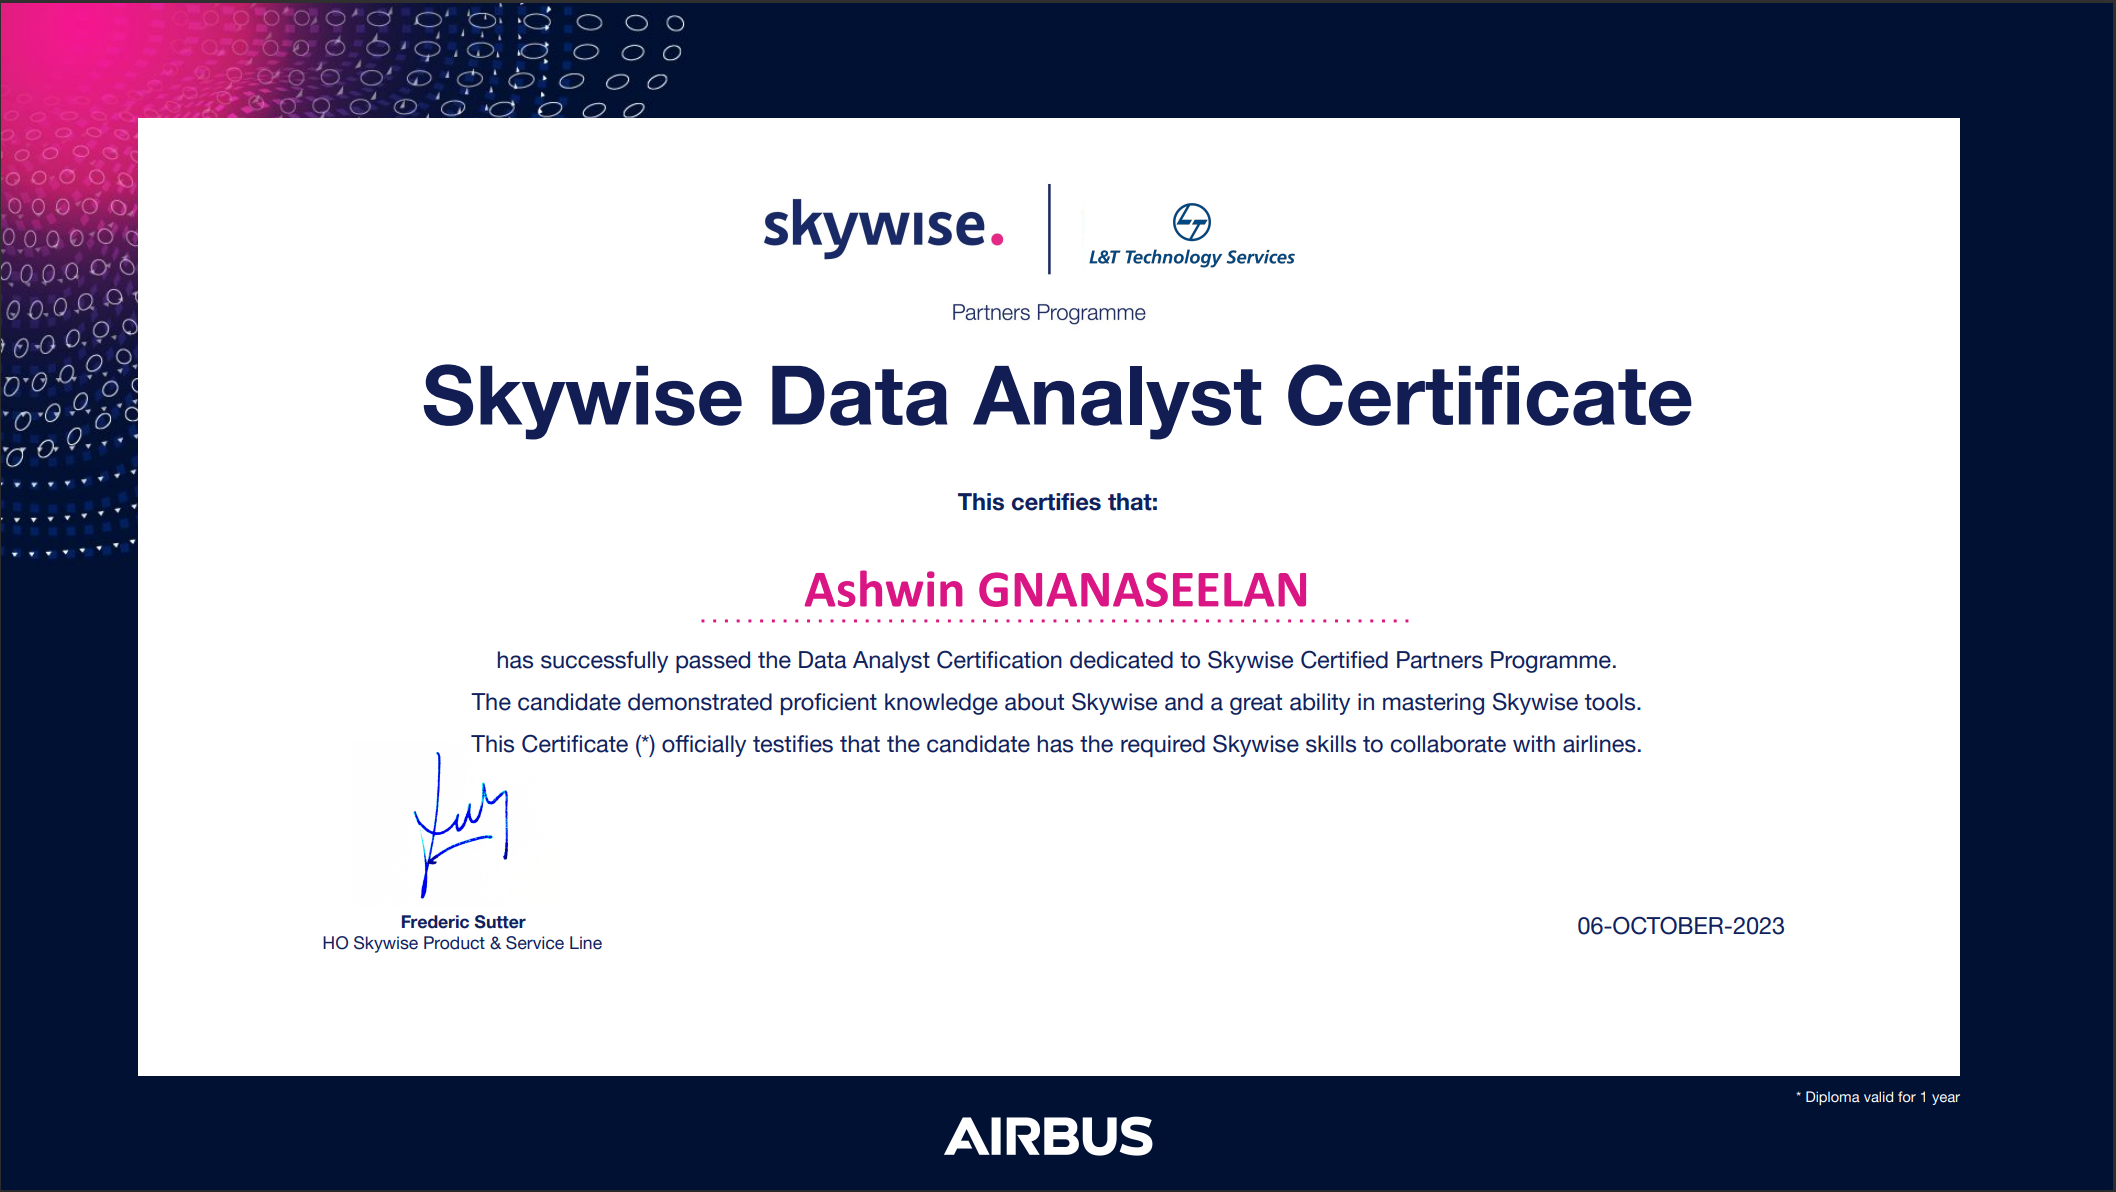 skywise.
LT
L&T Technology Services
Partners Programme
Skywise Data Analyst Certificate
This certifies that:
Ashwin GNANASEELAN
has successfully passed the Data Analyst Certification dedicated to Skywise Certified Partners Programme.
The candidate demonstrated proficient knowledge about Skywise and a great ability in mastering Skywise tools.
This Certificate (*) officially testifies that the candidate has the required Skywise skills to collaborate with airlines.
Frederic Sutter
HO Skywise Product & Service Line
06-OCTOBER-2023
* Diploma valid for 1 year
AIRBUS